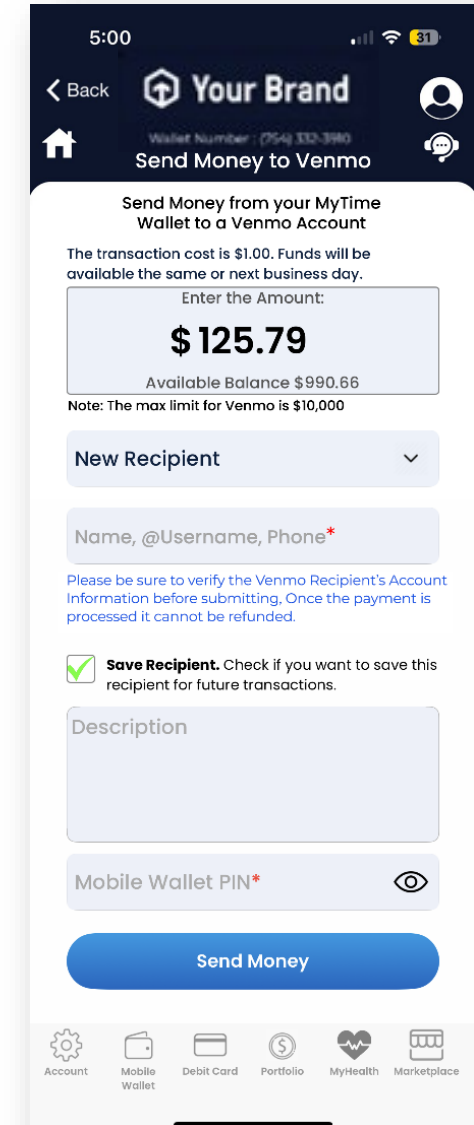 5:00
31
Back
Your Brand
Wallet Number : (754) 332-3980
Send Money to Venmo
Send Money from your MyTime
Wallet to a Venmo Account
The transaction cost is $1.00. Funds will be
available the same or next business day.
Enter the Amount:
$ 125.79
Available Balance $990.66
Note: The max limit for Venmo is $10,000
New Recipient
Name, @Username, Phone*
Please be sure to verify the Venmo Recipient's Account
Information before submitting, Once the payment is
processed it cannot be refunded.
Save Recipient. Check if you want to save this
recipient for future transactions.
Description
Mobile Wallet PIN*
Send Money
Account
Mobile
Wallet
Debit Card
Portfolio
MyHealth
Marketplace